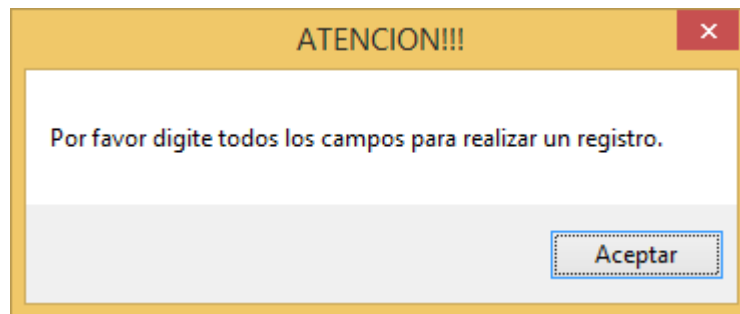 ATENCION!!!
Por favor digite todos los campos para realizar un registro.
Aceptar